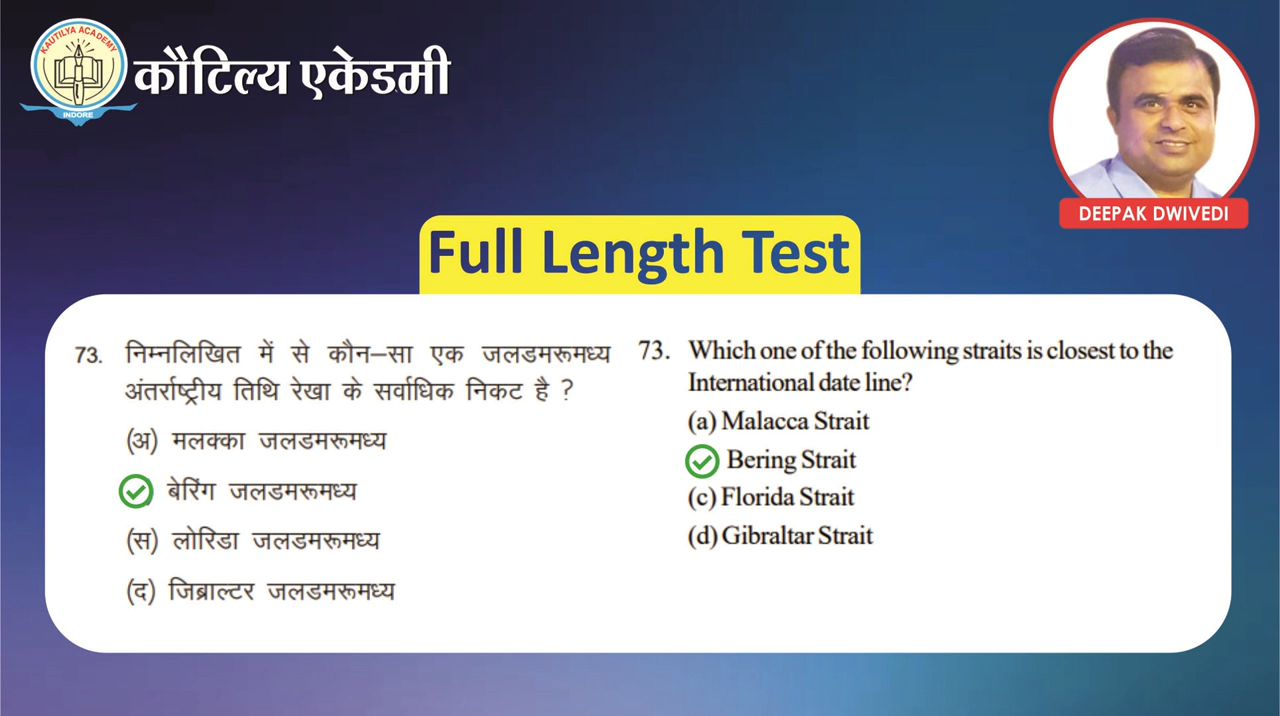 KAUTILYA ACADEMY
INDORE
कौटिल्य एकेडमी
DEEPAK DWIVEDI
Full Length Test
73. निम्नलिखित में से कौन–सा एक जलडमरूमध्य
अंतर्राष्ट्रीय तिथि रेखा के सर्वाधिक निकट है ?
(अ) मलक्का जलडमरूमध्य
बेरिंग जलडमरूमध्य
(स) लोरिडा जलडमरूमध्य
(द) जिब्राल्टर जलडमरूमध्य
73. Which one of the following straits is closest to the
International date line?
(a) Malacca Strait
Bering Strait
(c) Florida Strait
(d) Gibraltar Strait